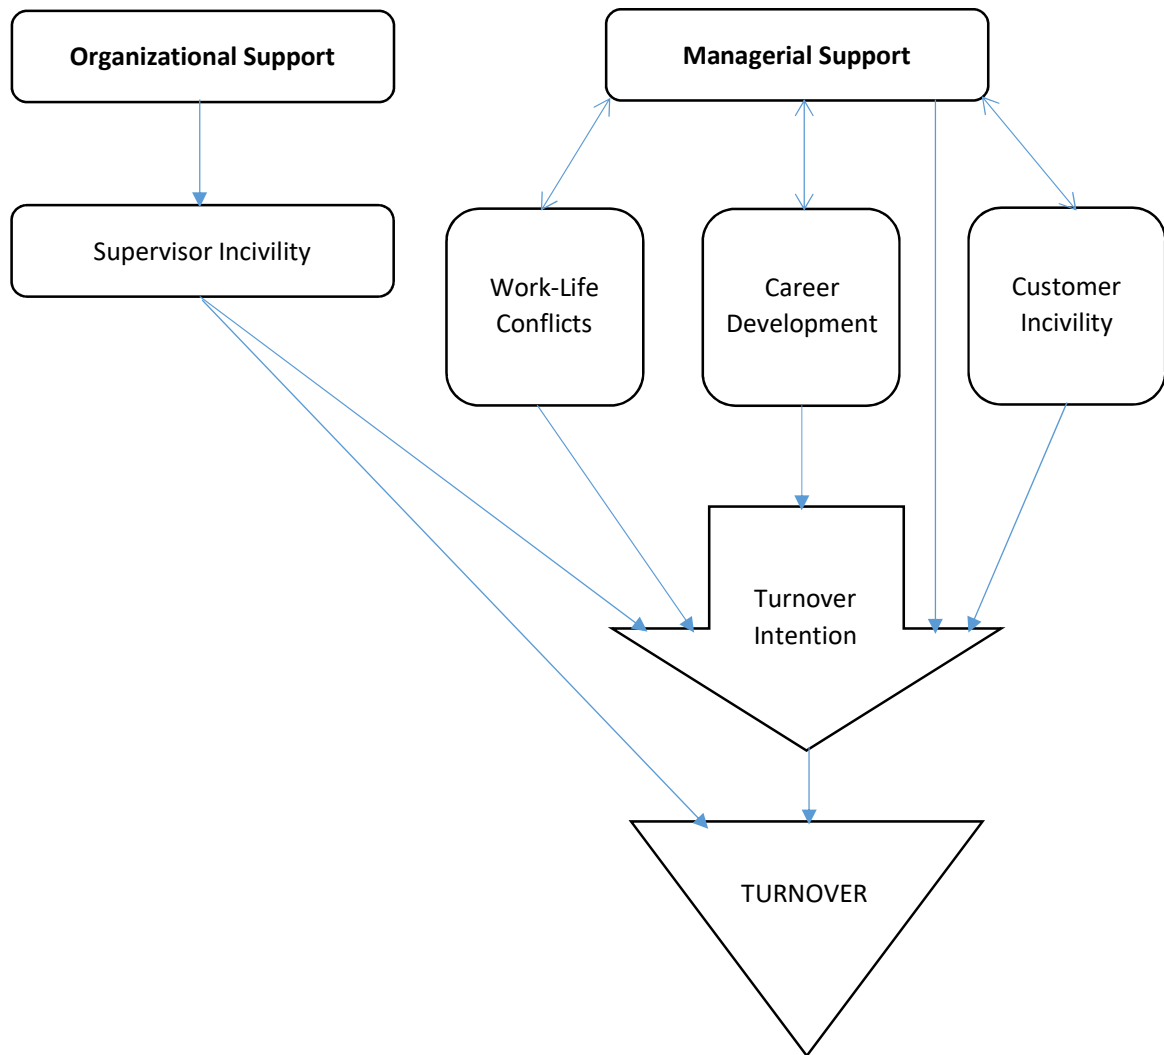 Organizational Support
Managerial Support
Supervisor Incivility
Work-Life
Conflicts
Career
Development
Customer
Incivility
Turnover
Intention
TURNOVER